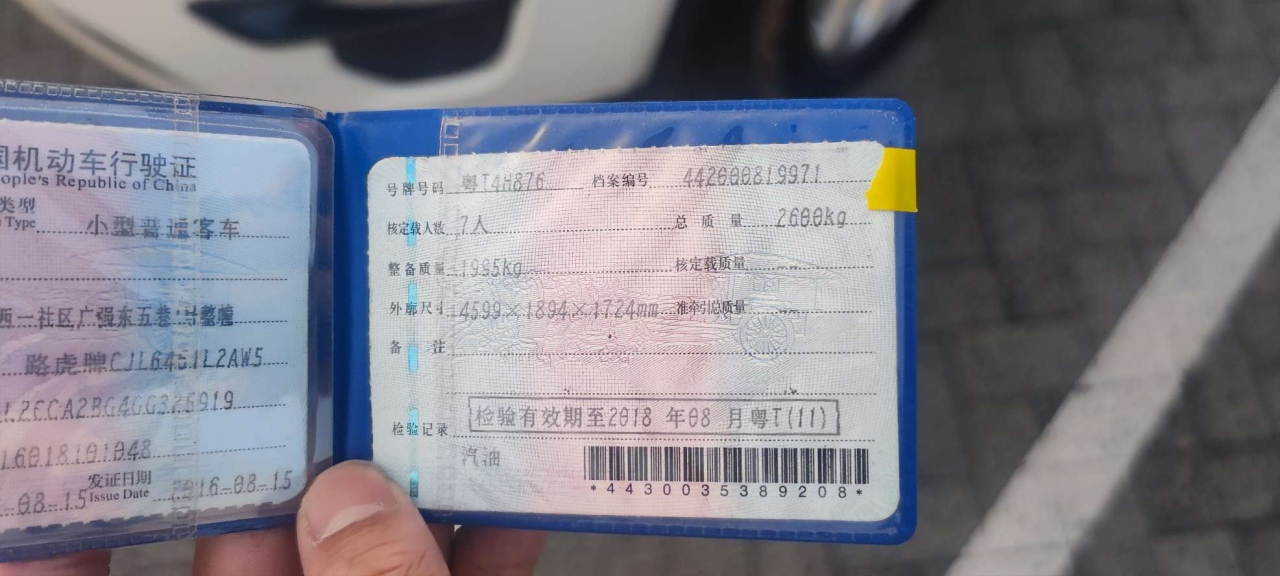 国机动车行驶证
ople's Republic of China
类型
Type
小型普通客车
西一社区广强东五巷
路虎牌CJL6451L2AW5
16018101048
发证日期
Issue Date
2016-08-15
-08-15
号牌号码 粤T4H876 档案编号 442000819971
核定载人数 7人 总质量 2600kg
整备质量 1995kg 核定载质量 --
外廓尺寸 4599×1894×1724mm 准牵引总质量 --
备注
检验记录 检验有效期至2018 年08 月粤T(11)
汽油
*4430035389208*